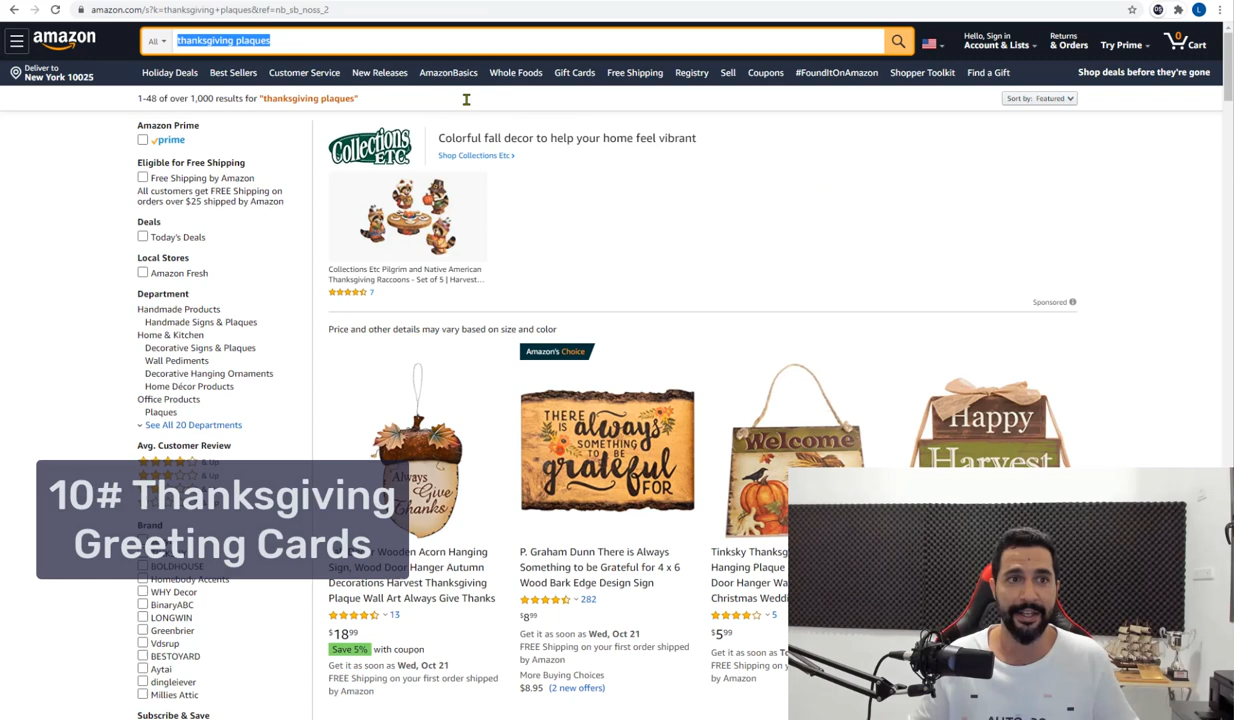 amazon.com/s?k=thanksgiving+plaques&ref=nb_sb_noss_2
amazon
All
thanksgiving plaques
Hello, Sign in
Account & Lists
Returns
& Orders
Try Prime
0
Cart
Deliver to
New York 10025
Holiday Deals
Best Sellers
Customer Service
New Releases
AmazonBasics
Whole Foods
Gift Cards
Free Shipping
Registry
Sell
Coupons
#FoundItOnAmazon
Shopper Toolkit
Find a Gift
Shop deals before they're gone
1-48 of over 1,000 results for "thanksgiving plaques"
Sort by: Featured
Amazon Prime
prime
Eligible for Free Shipping
Free Shipping by Amazon
All customers get FREE Shipping on
orders over $25 shipped by Amazon
Deals
Today's Deals
Local Stores
Amazon Fresh
Department
Handmade Products
Handmade Signs & Plaques
Home & Kitchen
Decorative Signs & Plaques
Wall Pediments
Decorative Hanging Ornaments
Home Décor Products
Office Products
Plaques
See All 20 Departments
Avg. Customer Review
& Up
& Up
Brand
BOLDHOUSE
Homebody Accents
WHY Decor
BinaryABC
LONGWIN
Greenbrier
Vdsrup
BESTOYARD
Aytai
dingleiever
Millies Attic
Subscribe & Save
Collections
ETC
Colorful fall decor to help your home feel vibrant
Shop Collections Etc
Collections Etc Pilgrim and Native American
Thanksgiving Raccoons - Set of 5 | Harvest...
7
Sponsored
Price and other details may vary based on size and color
Always
Give
Thanks
Wooden Acorn Hanging
Sign, Wood Door Hanger Autumn
Decorations Harvest Thanksgiving
Plaque Wall Art Always Give Thanks
13
$18.99
Save 5% with coupon
Get it as soon as Wed, Oct 21
FREE Shipping on your first order shipped
by Amazon
Amazon's Choice
THERE IS always
SOMETHING
TO BE
grateful
FOR
P. Graham Dunn There is Always
Something to be Grateful for 4 x 6
Wood Bark Edge Design Sign
282
$8.99
Get it as soon as Wed, Oct 21
FREE Shipping on your first order shipped
by Amazon
More Buying Choices
$8.95 (2 new offers)
Welcome
Tinksky Thanksg
Hanging Plaque
Door Hanger Wa
Christmas Weddi
5
$5.99
Get it as soon as
FREE Shipping on
by Amazon
Happy
Harvest
10# Thanksgiving
Greeting Cards